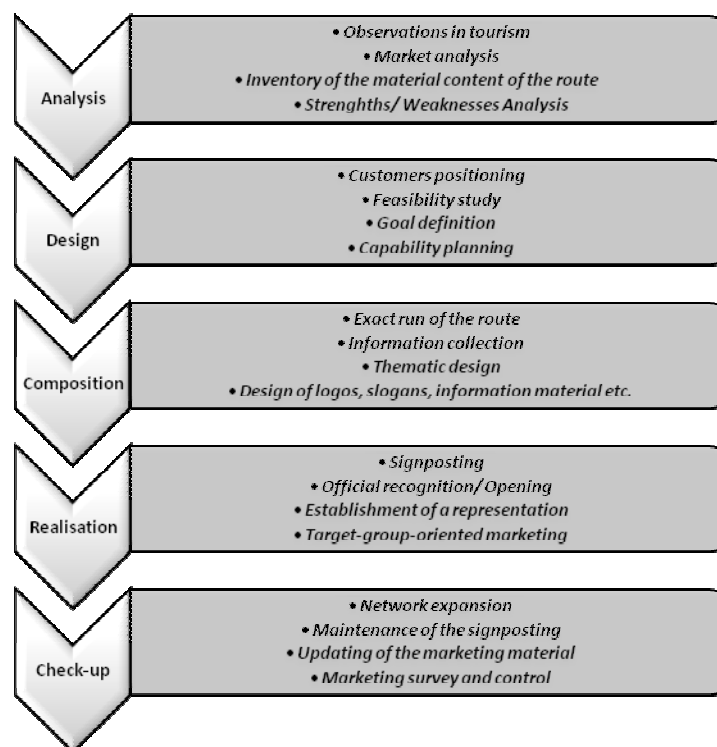 Analysis
• Observations in tourism
• Market analysis
• Inventory of the material content of the route
• Strenghths/ Weaknesses Analysis
Design
• Customers positioning
• Feasibility study
• Goal definition
• Capability planning
Composition
• Exact run of the route
• Information collection
• Thematic design
• Design of logos, slogans, information material etc.
Realisation
• Signposting
• Official recognition/ Opening
• Establishment of a representation
• Target-group-oriented marketing
Check-up
• Network expansion
• Maintenance of the signposting
• Updating of the marketing material
• Marketing survey and control